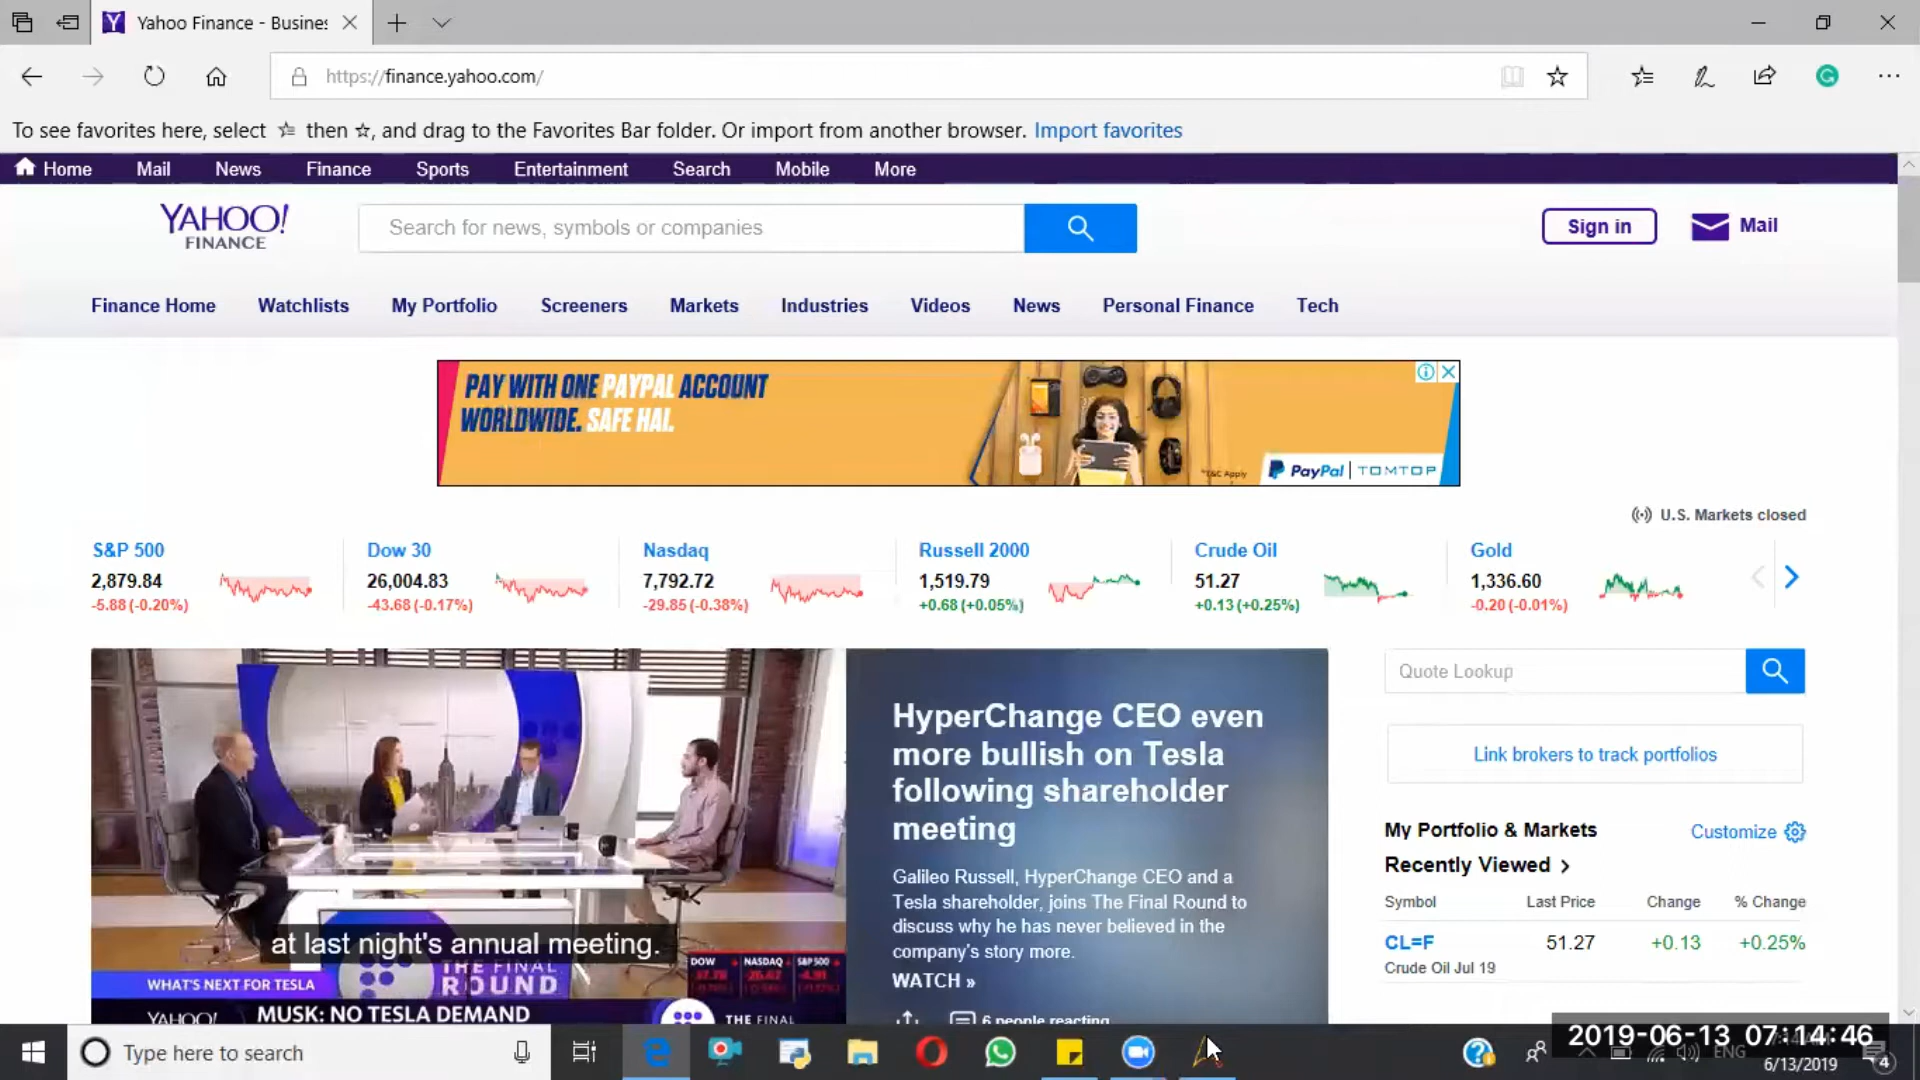 Yahoo Finance - Busines
https://finance.yahoo.com/
To see favorites here, select then , and drag to the Favorites Bar folder. Or import from another browser. Import favorites
Home Mail News Finance Sports Entertainment Search Mobile More
YAHOO!
FINANCE
Search for news, symbols or companies
Sign in
Mail
Finance Home Watchlists My Portfolio Screeners Markets Industries Videos News Personal Finance Tech
PAY WITH ONE PAYPAL ACCOUNT
WORLDWIDE. SAFE HAI.
*T&C Apply
PayPal | TOMTOP
U.S. Markets closed
S&P 500 Dow 30 Nasdaq Russell 2000 Crude Oil Gold
2,879.84 26,004.83 7,792.72 1,519.79 51.27 1,336.60
-5.88 (-0.20%) -43.68 (-0.17%) -29.85 (-0.38%) +0.68 (+0.05%) +0.13 (+0.25%) -0.20 (-0.01%)
at last night's annual meeting.
WHAT'S NEXT FOR TESLA
THE FINAL
ROUND
DOW NASDAQ S&P 500
YAHOO!
MUSK: NO TESLA DEMAND
THE FINAL
HyperChange CEO even
more bullish on Tesla
following shareholder
meeting
Galileo Russell, HyperChange CEO and a
Tesla shareholder, joins The Final Round to
discuss why he has never believed in the
company's story more.
WATCH »
6 people reacting
Quote Lookup
Link brokers to track portfolios
My Portfolio & Markets
Customize
Recently Viewed >
Symbol Last Price Change % Change
CL=F 51.27 +0.13 +0.25%
Crude Oil Jul 19
Type here to search
2019-06-13 07:14:46
ENG
6/13/2019
4